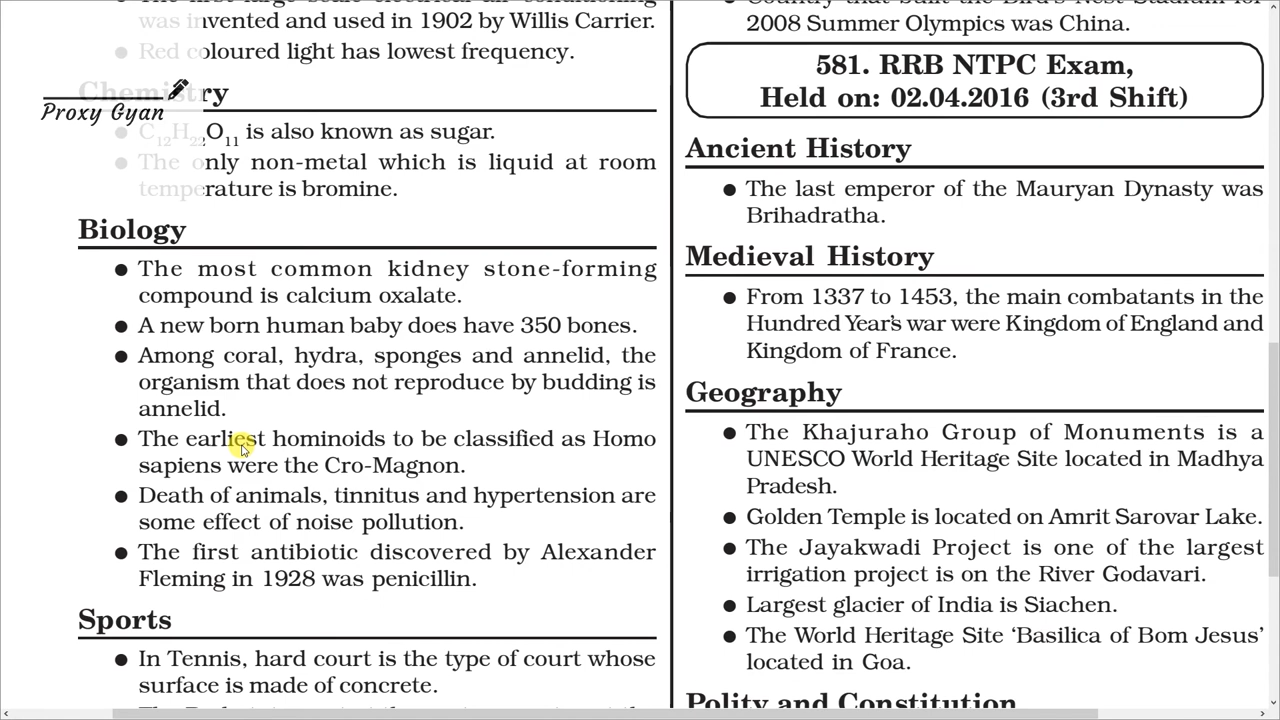 was invented and used in 1902 by Willis Carrier.
● Red coloured light has lowest frequency.
Chemistry
Proxy Gyan
● C12H22O11 is also known as sugar.
● The only non-metal which is liquid at room
temperature is bromine.
Biology
● The most common kidney stone-forming
compound is calcium oxalate.
● A new born human baby does have 350 bones.
● Among coral, hydra, sponges and annelid, the
organism that does not reproduce by budding is
annelid.
● The earliest hominoids to be classified as Homo
sapiens were the Cro-Magnon.
● Death of animals, tinnitus and hypertension are
some effect of noise pollution.
● The first antibiotic discovered by Alexander
Fleming in 1928 was penicillin.
Sports
● In Tennis, hard court is the type of court whose
surface is made of concrete.
2008 Summer Olympics was China.
581. RRB NTPC Exam,
Held on: 02.04.2016 (3rd Shift)
Ancient History
● The last emperor of the Mauryan Dynasty was
Brihadratha.
Medieval History
● From 1337 to 1453, the main combatants in the
Hundred Year's war were Kingdom of England and
Kingdom of France.
Geography
● The Khajuraho Group of Monuments is a
UNESCO World Heritage Site located in Madhya
Pradesh.
● Golden Temple is located on Amrit Sarovar Lake.
● The Jayakwadi Project is one of the largest
irrigation project is on the River Godavari.
● Largest glacier of India is Siachen.
● The World Heritage Site ‘Basilica of Bom Jesus’
located in Goa.
Polity and Constitution